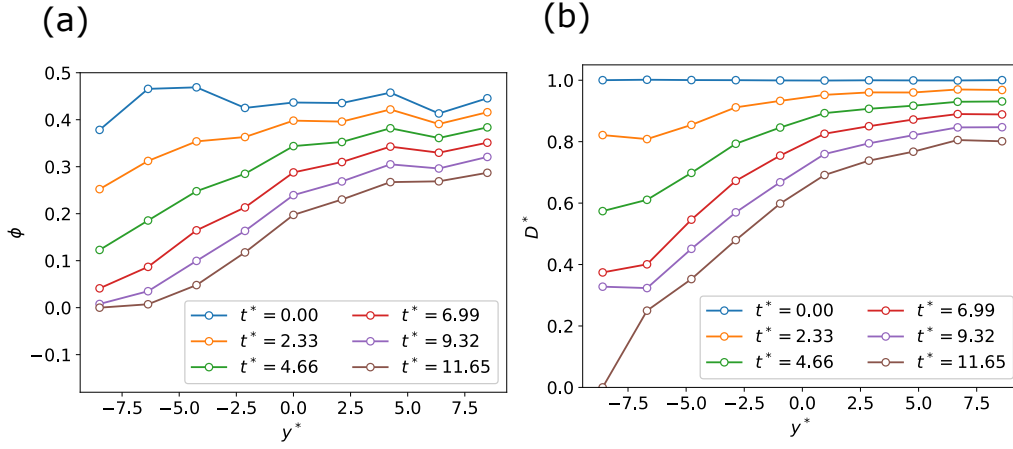 (a)
ϕ
0.5
0.4
0.3
0.2
0.1
0.0
−0.1
t* = 0.00
t* = 2.33
t* = 4.66
t* = 6.99
t* = 9.32
t* = 11.65
−7.5 −5.0 −2.5 0.0 2.5 5.0 7.5
y*
(b)
D*
1.0
0.8
0.6
0.4
0.2
0.0
t* = 0.00
t* = 2.33
t* = 4.66
t* = 6.99
t* = 9.32
t* = 11.65
−7.5 −5.0 −2.5 0.0 2.5 5.0 7.5
y*